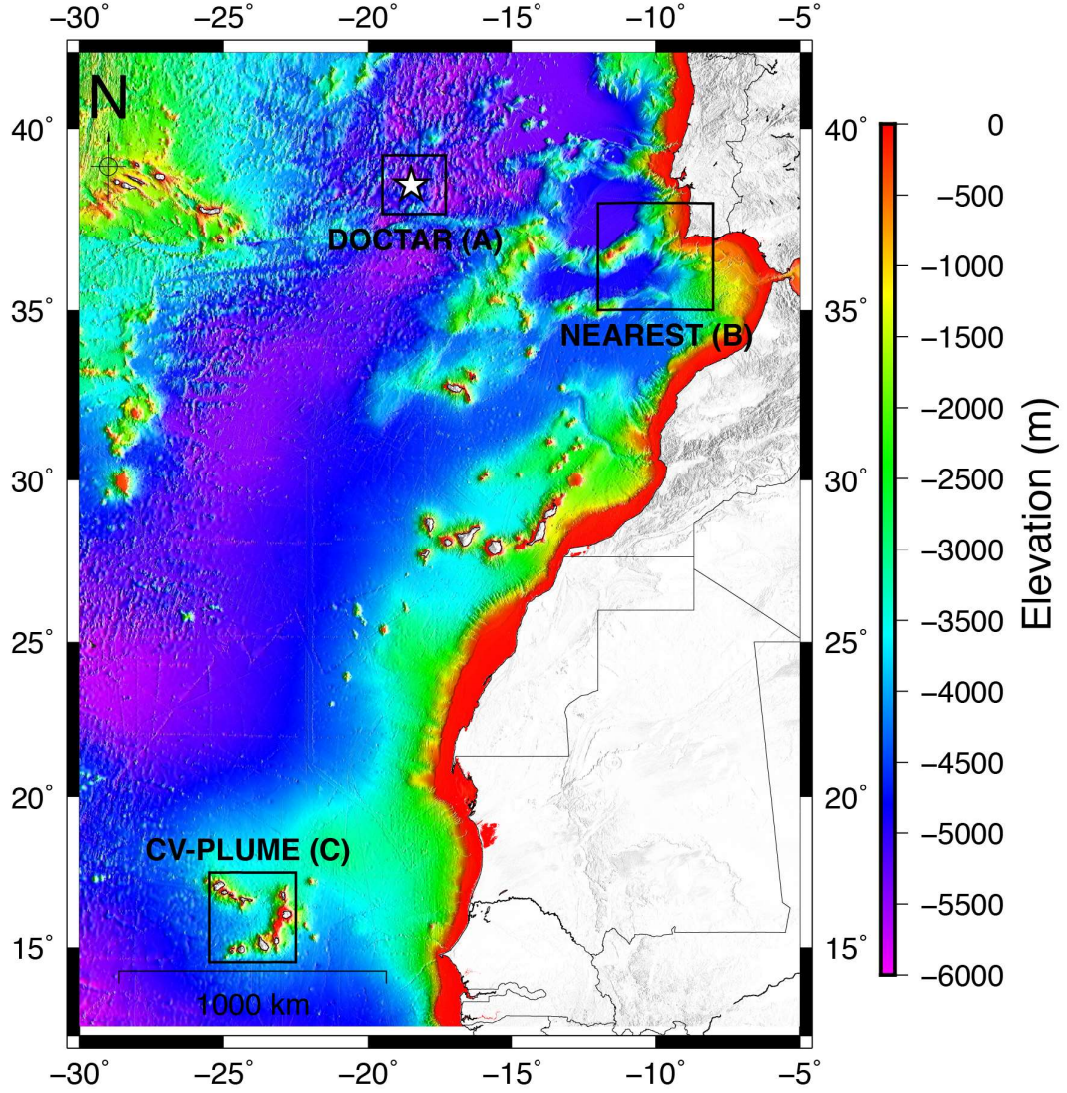 −30° −25° −20° −15° −10° −5°
N
40° 40°
DOCTAR (A)
35° 35°
NEAREST (B)
30° 30°
25° 25°
20° 20°
CV-PLUME (C)
15° 15°
1000 km
−30° −25° −20° −15° −10° −5°
0
−500
−1000
−1500
−2000
−2500
−3000
−3500
−4000
−4500
−5000
−5500
−6000
Elevation (m)